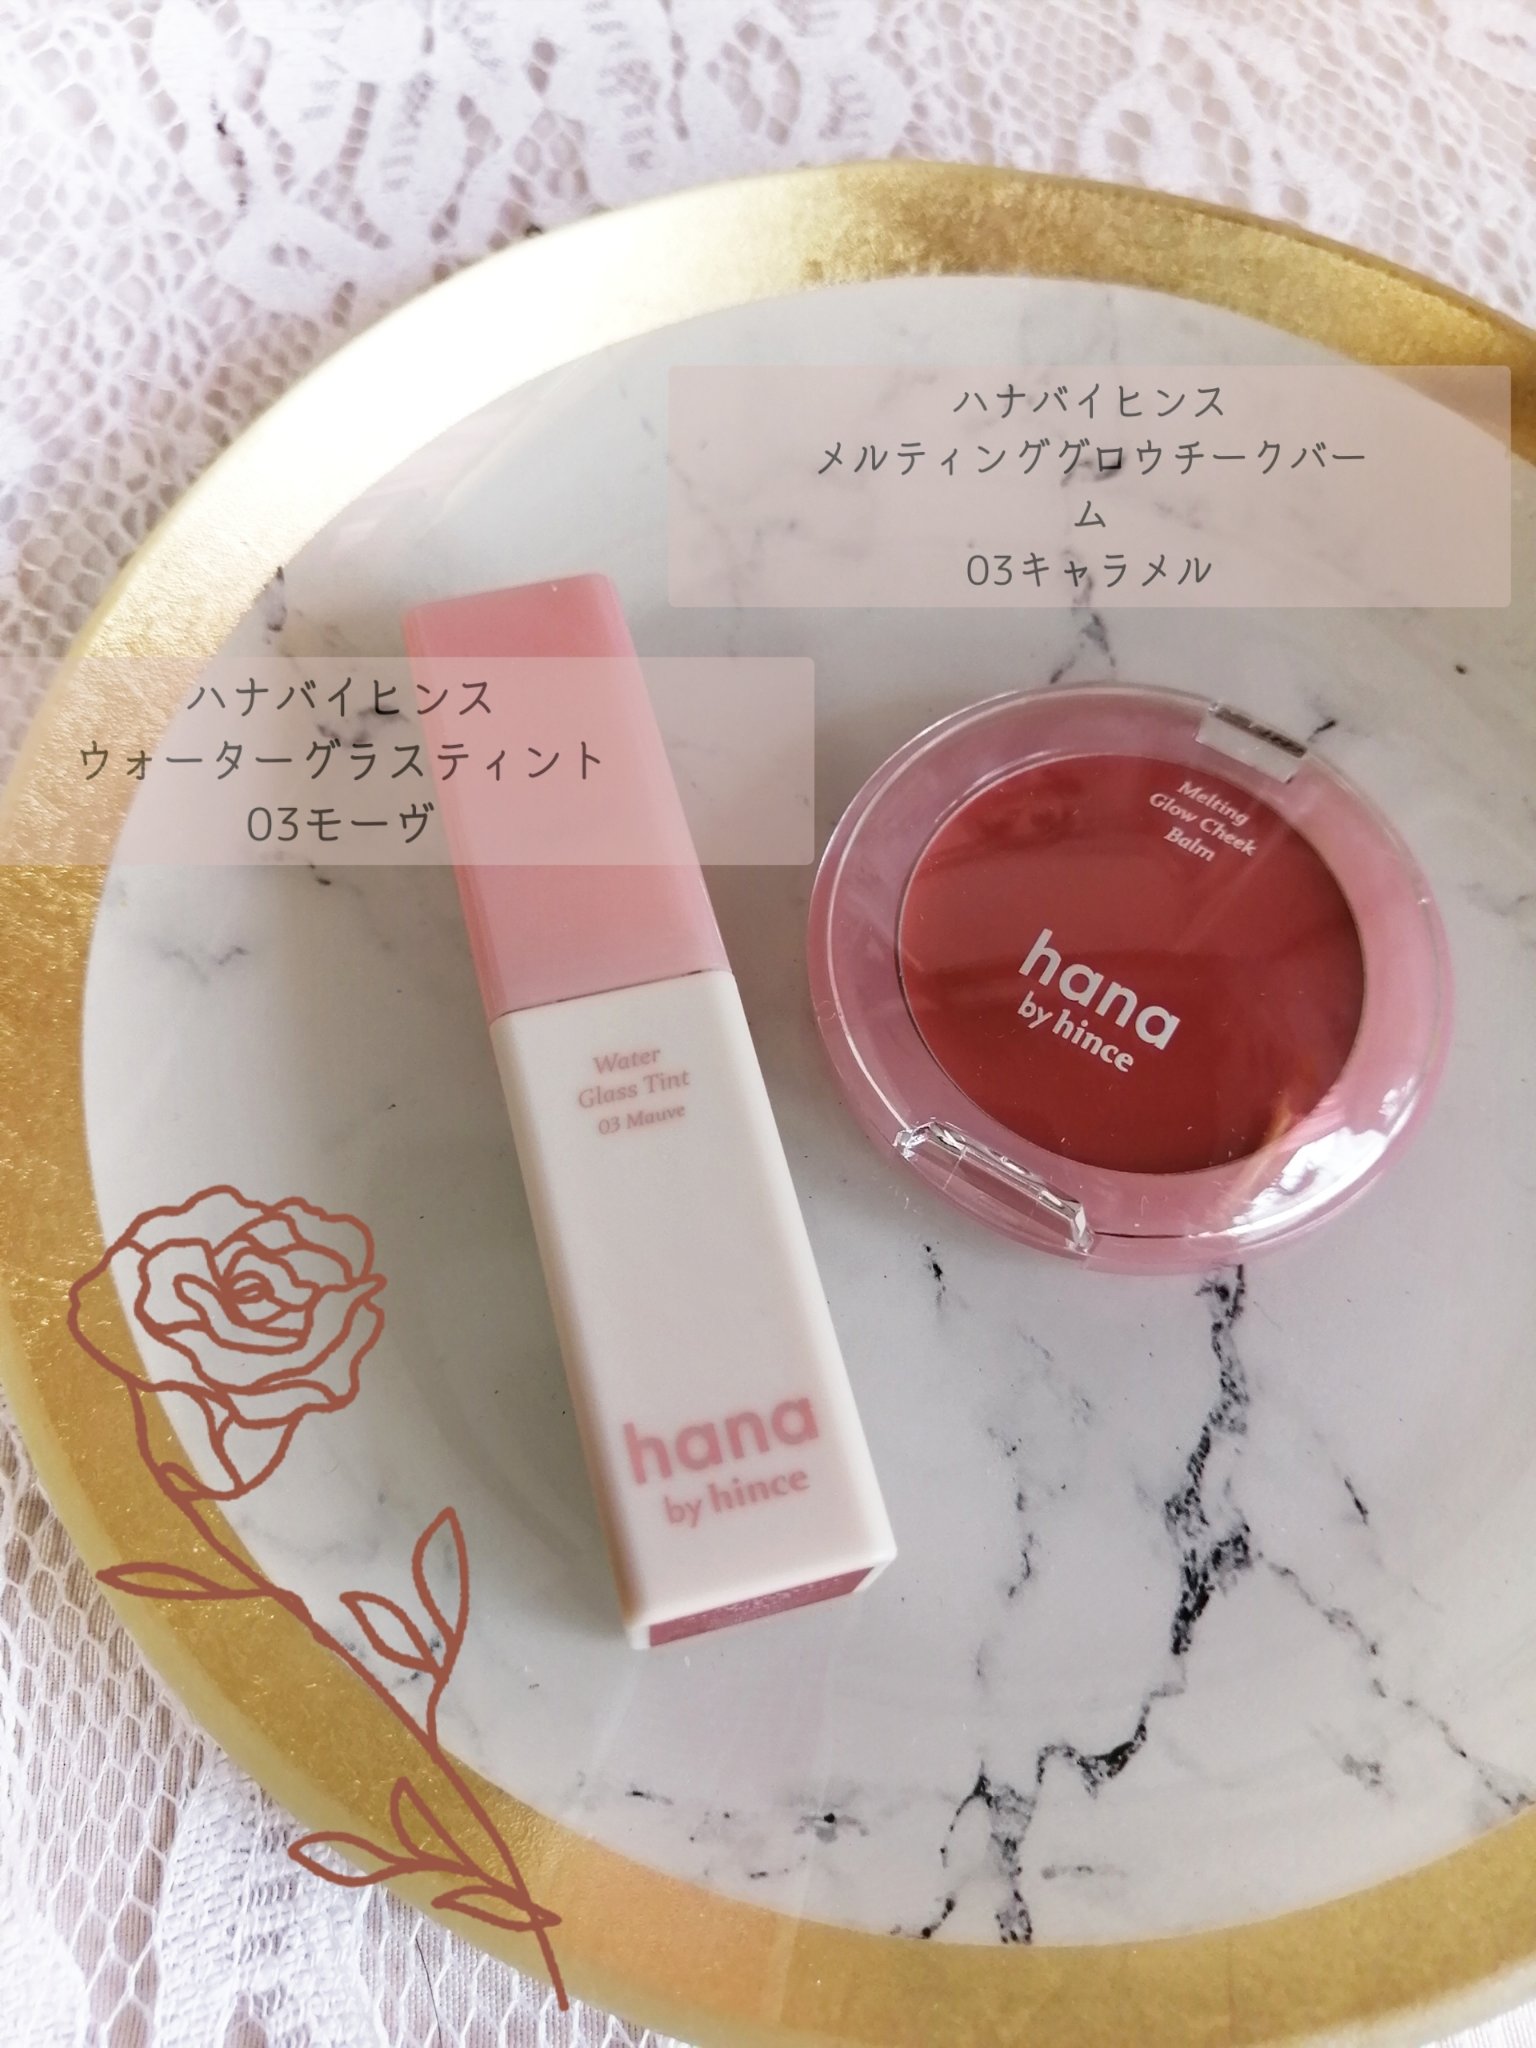 ハナバイヒンス
メルティンググロウチークバー
ム
03キャラメル
ハナバイヒンス
ウォーターグラスティント
03モーヴ
Melting
Glow Cheek
Balm
hana
by hince
Water
Glass Tint
03 Mauve
hana
by hince